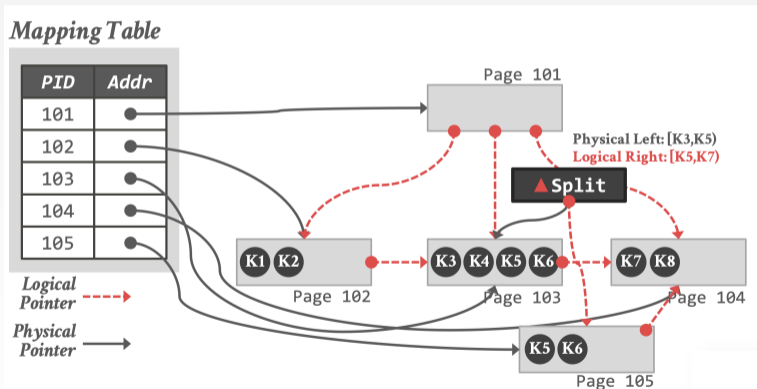 Mapping Table
PID Addr
101
102
103
104
105
Logical
Pointer
Physical
Pointer
Page 101
Physical Left: [K3,K5)
Logical Right: [K5,K7)
▲Split
K1 K2
Page 102
K3 K4 K5 K6
Page 103
K7 K8
Page 104
K5 K6
Page 105